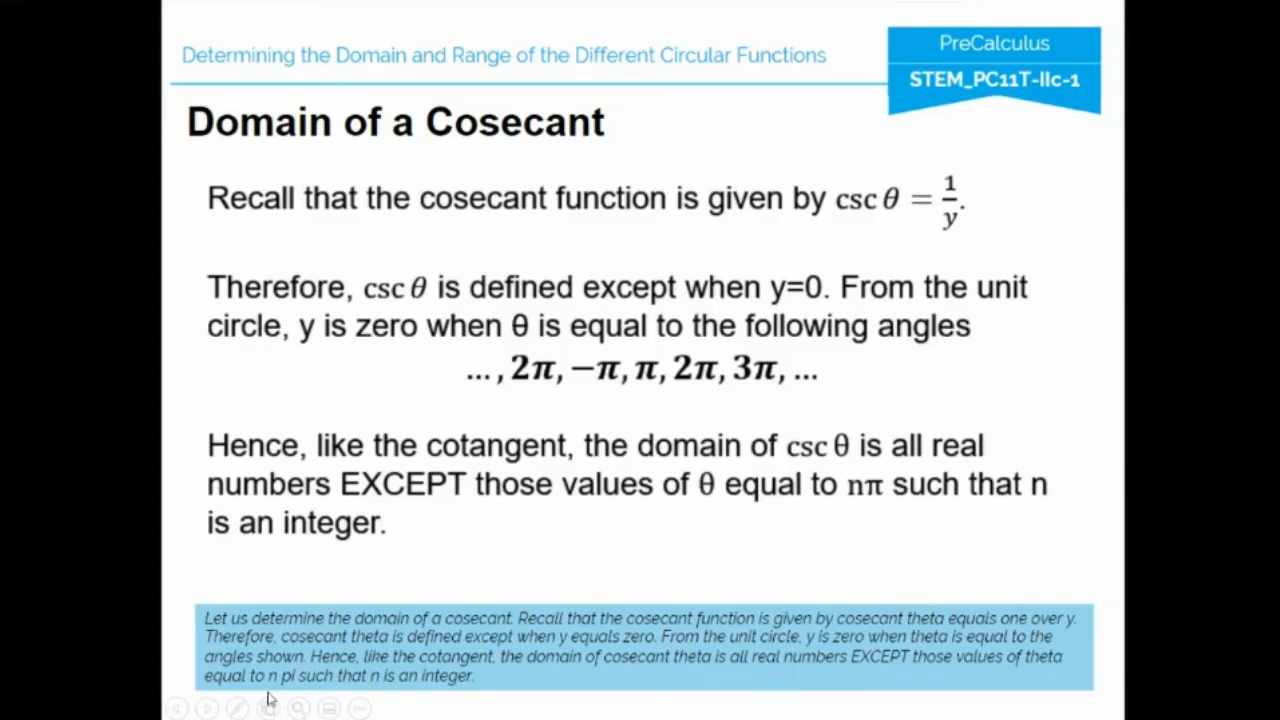 Determining the Domain and Range of the Different Circular Functions
PreCalculus
STEM_PC11T-IIc-1
Domain of a Cosecant
Recall that the cosecant function is given by csc θ = 1/y.
Therefore, csc θ is defined except when y=0. From the unit
circle, y is zero when θ is equal to the following angles
... , 2π, −π, π, 2π, 3π, ...
Hence, like the cotangent, the domain of csc θ is all real
numbers EXCEPT those values of θ equal to nπ such that n
is an integer.
Let us determine the domain of a cosecant. Recall that the cosecant function is given by cosecant theta equals one over y.
Therefore, cosecant theta is defined except when y equals zero. From the unit circle, y is zero when theta is equal to the
angles shown. Hence, like the cotangent, the domain of cosecant theta is all real numbers EXCEPT those values of theta
equal to n pi such that n is an integer.